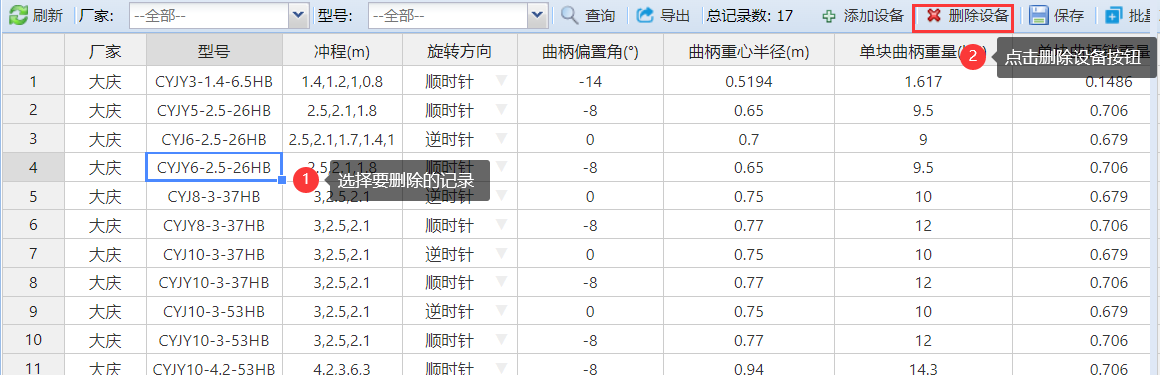 刷新 厂家: --全部-- 型号: --全部-- 查询 导出 总记录数: 17 添加设备 删除设备 保存 批量
厂家 型号 冲程(m) 旋转方向 曲柄偏置角(°) 曲柄重心半径(m) 单块曲柄重量
2 点击删除设备按钮
1 大庆 CYJY3-1.4-6.5HB 1.4,1.2,1,0.8 顺时针 -14 0.5194 1.617 0.1486
2 大庆 CYJY5-2.5-26HB 2.5,2.1,1.8 顺时针 -8 0.65 9.5 0.706
3 大庆 CYJ6-2.5-26HB 2.5,2.1,1.7,1.4,1 逆时针 0 0.7 9 0.679
4 大庆 CYJY6-2.5-26HB 2.5,2.1,1.8 顺时针 -8 0.65 9.5 0.706
1 选择要删除的记录
5 大庆 CYJ8-3-37HB 3,2.5,2.1 逆时针 0 0.75 10 0.679
6 大庆 CYJY8-3-37HB 3,2.5,2.1 顺时针 -8 0.77 12 0.706
7 大庆 CYJ10-3-37HB 3,2.5,2.1 逆时针 0 0.75 10 0.679
8 大庆 CYJY10-3-37HB 3,2.5,2.1 顺时针 -8 0.77 12 0.706
9 大庆 CYJ10-3-53HB 3,2.5,2.1 逆时针 0 0.75 10 0.679
10 大庆 CYJY10-3-53HB 3,2.5,2.1 顺时针 -8 0.77 12 0.706
11 大庆 CYJY10-4.2-53HB 4.2,3.6,3 顺时针 -8 0.94 14.3 0.706